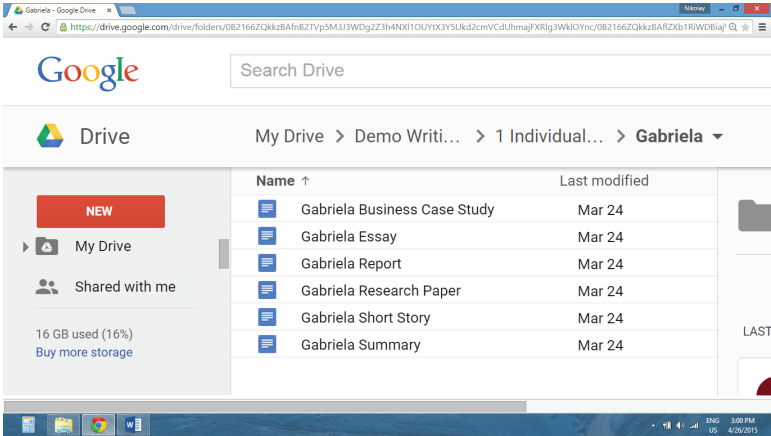 Gabriela - Google Drive ×
Nikolay
https://drive.google.com/drive/folders/
Google
Search Drive
Drive
My Drive > Demo Writi... > 1 Individual... > Gabriela
Name ↑ Last modified
NEW
My Drive
Shared with me
16 GB used (16%)
Buy more storage
Gabriela Business Case Study Mar 24
Gabriela Essay Mar 24
Gabriela Report Mar 24
Gabriela Research Paper Mar 24
Gabriela Short Story Mar 24
Gabriela Summary Mar 24
LAST
ENG 3:00 PM
US 4/26/2015